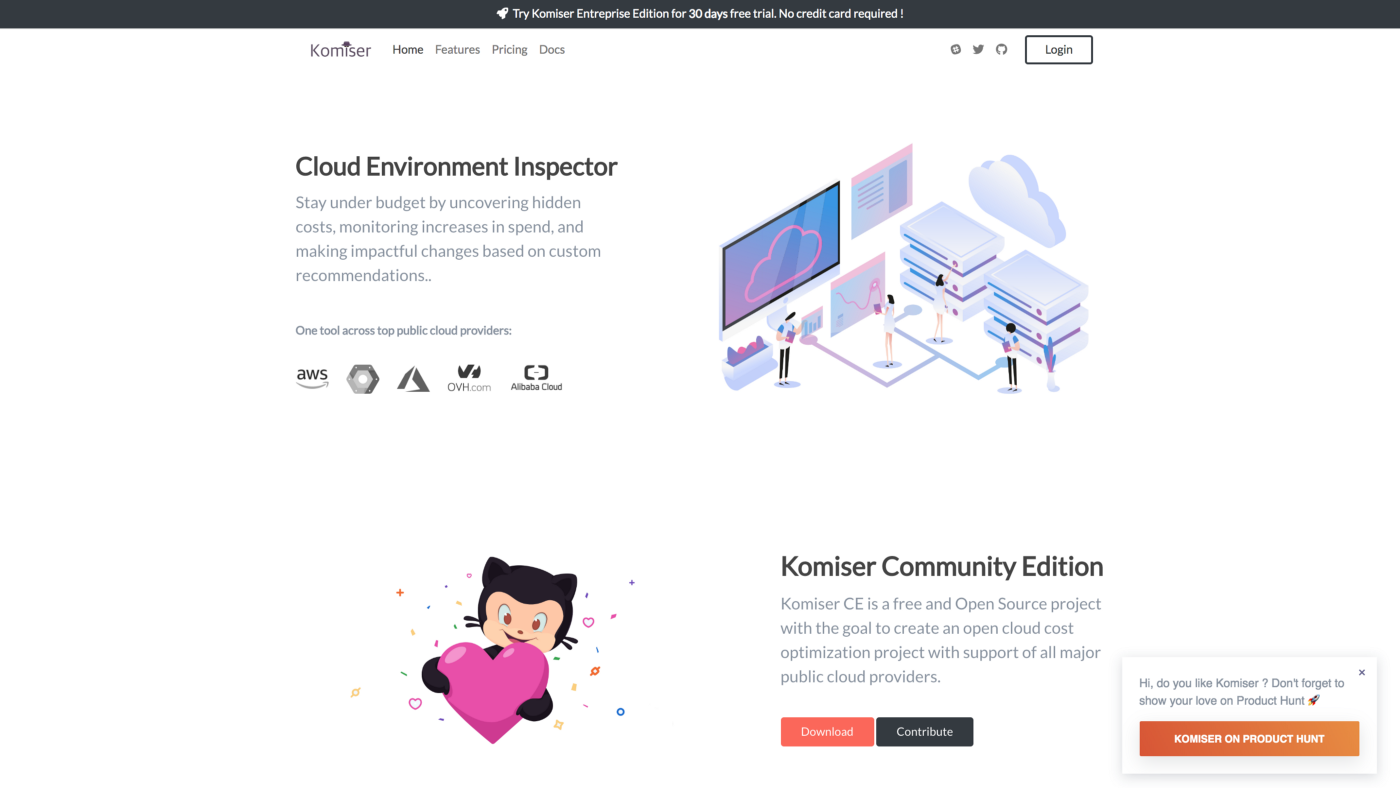 Try Komiser Entreprise Edition for 30 days free trial. No credit card required !
Komiser Home Features Pricing Docs Login
Cloud Environment Inspector
Stay under budget by uncovering hidden
costs, monitoring increases in spend, and
making impactful changes based on custom
recommendations..
One tool across top public cloud providers:
aws OVH.com Alibaba Cloud
Komiser Community Edition
Komiser CE is a free and Open Source project
with the goal to create an open cloud cost
optimization project with support of all major
public cloud providers.
Download Contribute
Hi, do you like Komiser ? Don't forget to
show your love on Product Hunt 🚀
KOMISER ON PRODUCT HUNT